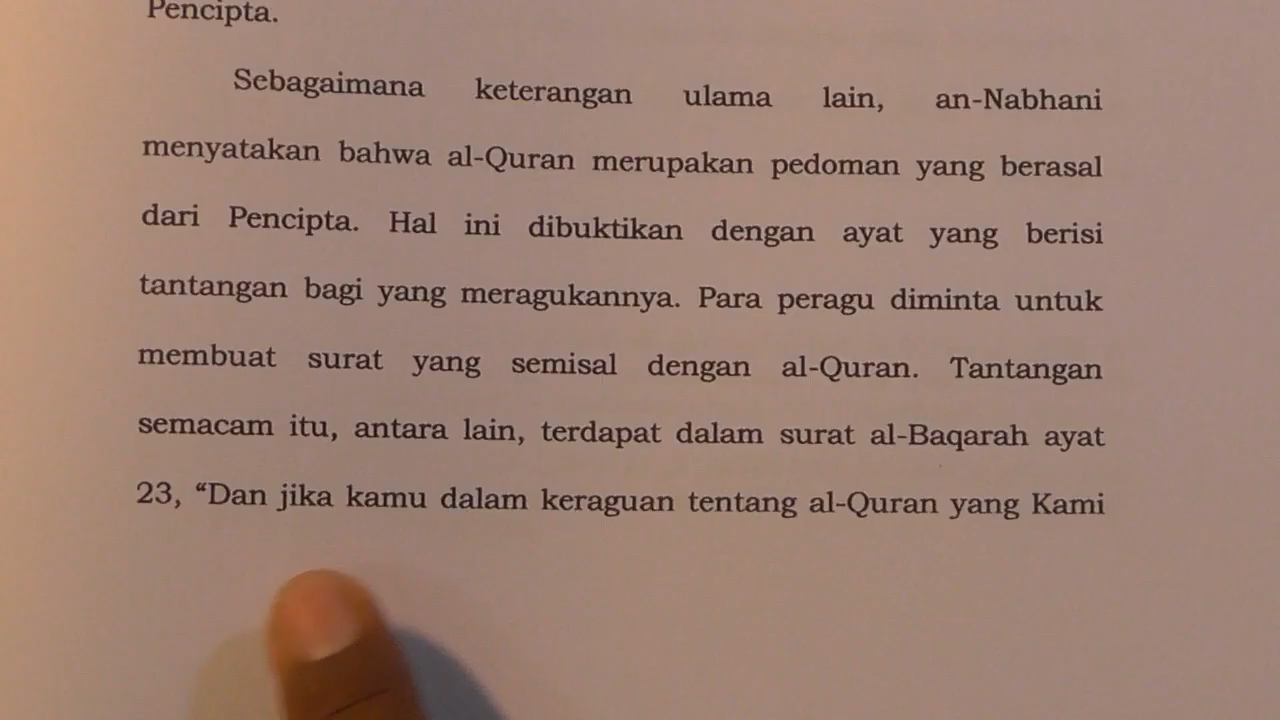 Pencipta.
Sebagaimana keterangan ulama lain, an-Nabhani
menyatakan bahwa al-Quran merupakan pedoman yang berasal
dari Pencipta. Hal ini dibuktikan dengan ayat yang berisi
tantangan bagi yang meragukannya. Para peragu diminta untuk
membuat surat yang semisal dengan al-Quran. Tantangan
semacam itu, antara lain, terdapat dalam surat al-Baqarah ayat
23, “Dan jika kamu dalam keraguan tentang al-Quran yang Kami